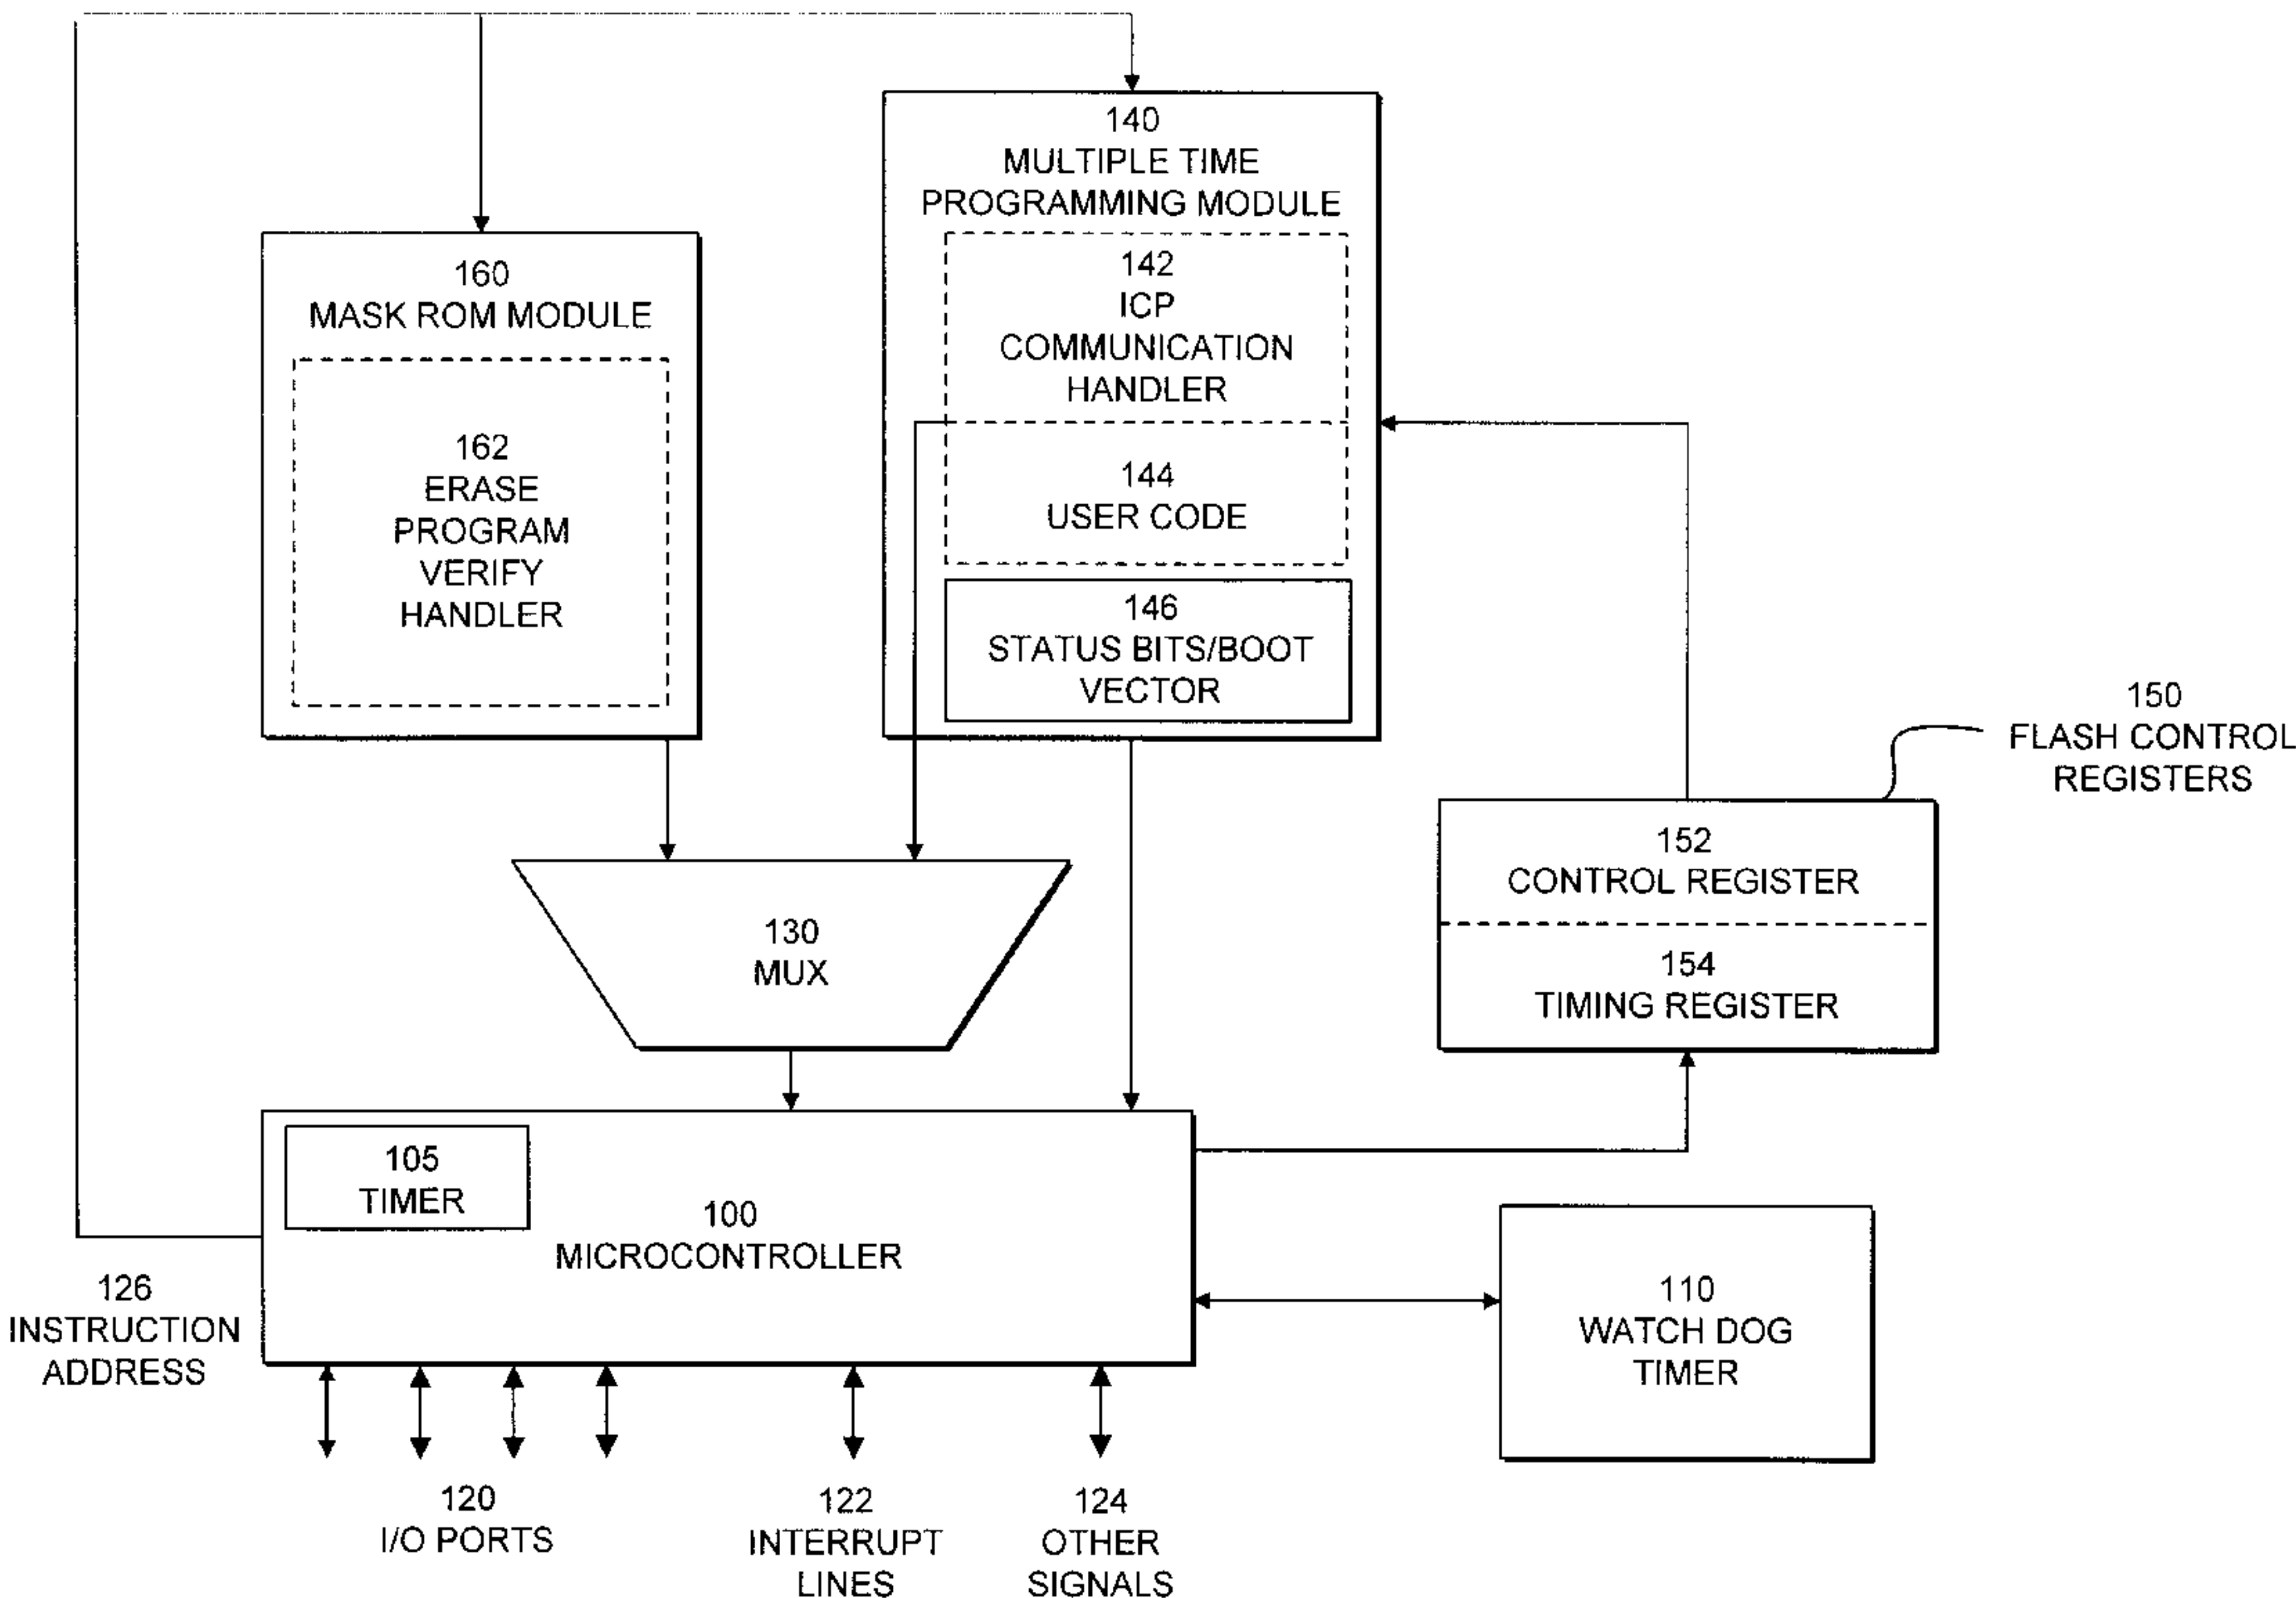 140
MULTIPLE TIME
PROGRAMMING MODULE
142
ICP
COMMUNICATION
HANDLER
144
USER CODE
146
STATUS BITS/BOOT
VECTOR
160
MASK ROM MODULE
162
ERASE
PROGRAM
VERIFY
HANDLER
150
FLASH CONTROL
REGISTERS
152
CONTROL REGISTER
154
TIMING REGISTER
130
MUX
105
TIMER
100
MICROCONTROLLER
126
INSTRUCTION
ADDRESS
110
WATCH DOG
TIMER
120
I/O PORTS
122
INTERRUPT
LINES
124
OTHER
SIGNALS